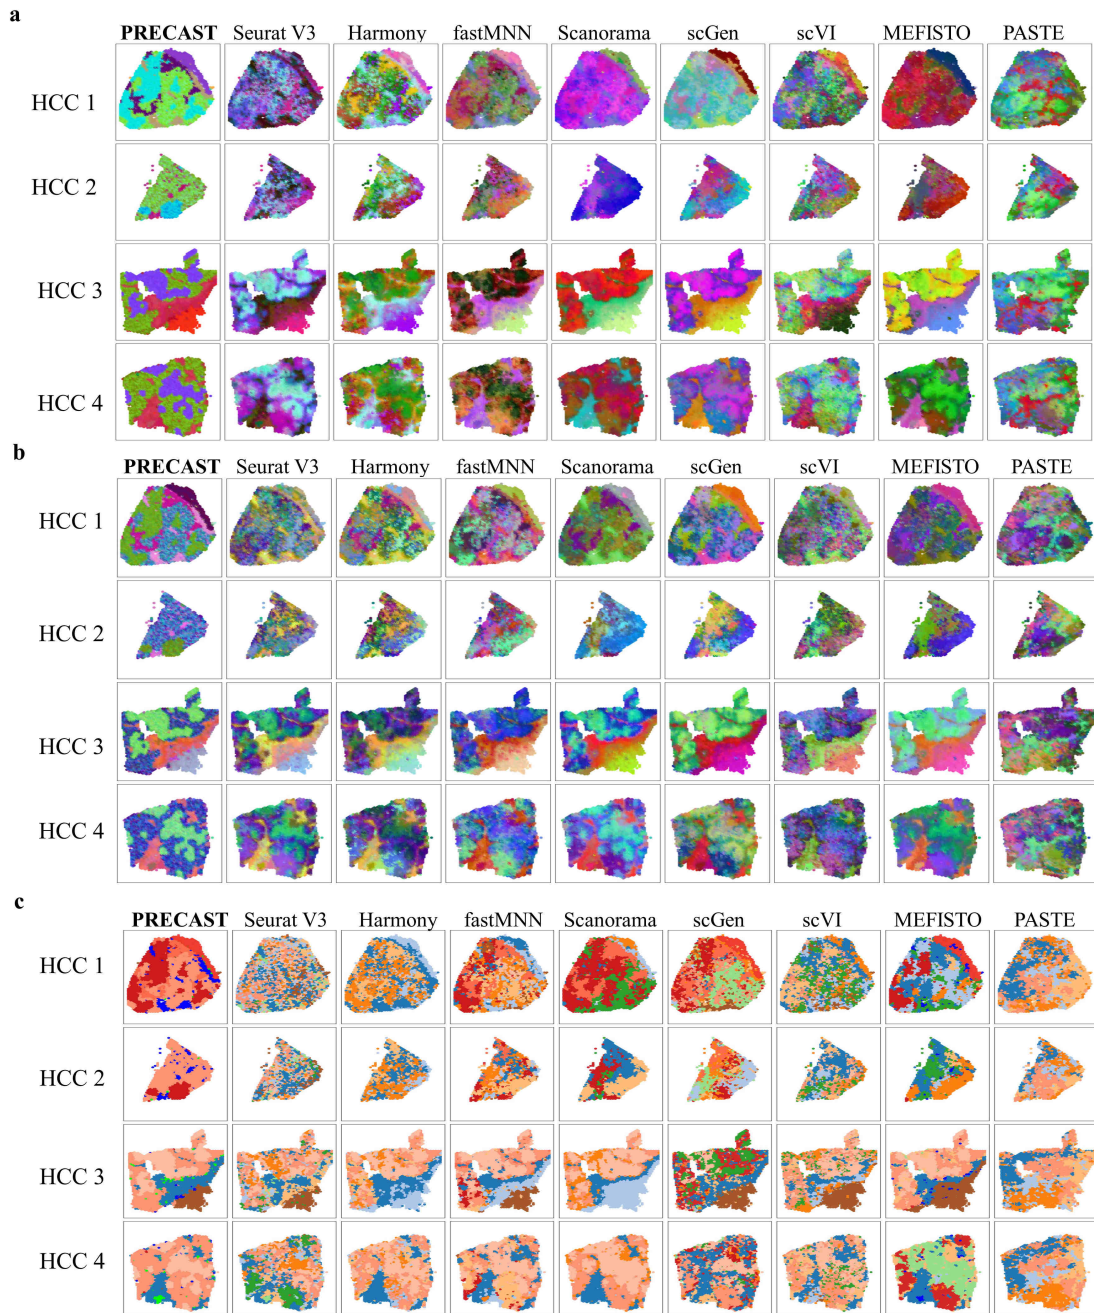 a
PRECAST Seurat V3 Harmony fastMNN Scanorama scGen scVI MEFISTO PASTE
HCC 1
HCC 2
HCC 3
HCC 4
b
PRECAST Seurat V3 Harmony fastMNN Scanorama scGen scVI MEFISTO PASTE
HCC 1
HCC 2
HCC 3
HCC 4
c
PRECAST Seurat V3 Harmony fastMNN Scanorama scGen scVI MEFISTO PASTE
HCC 1
HCC 2
HCC 3
HCC 4